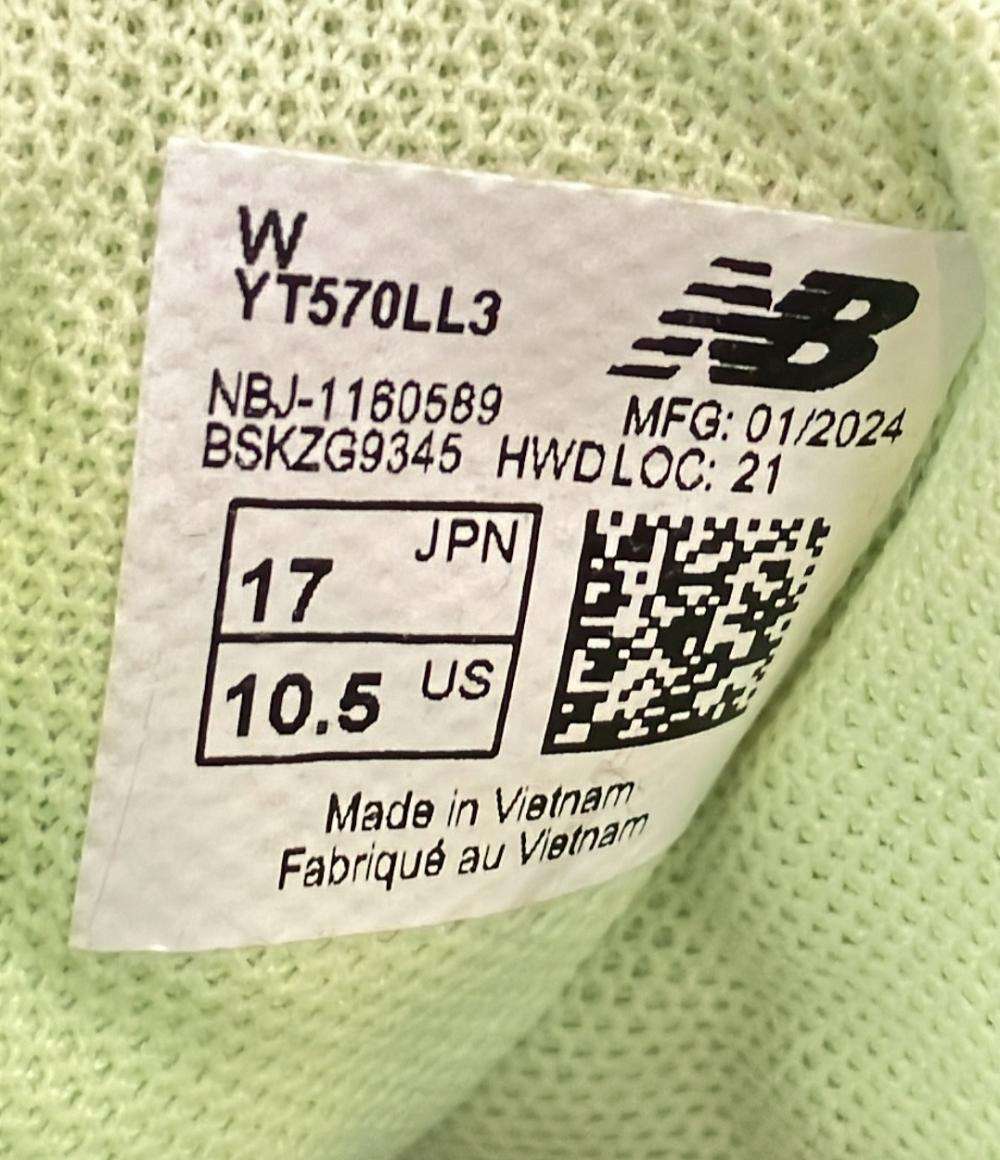 W
YT570LL3
NB
NBJ-1160589 MFG: 01/2024
BSKZG9345 HWDLOC: 21
JPN
17
US
10.5
Made in Vietnam
Fabriqué au Vietnam